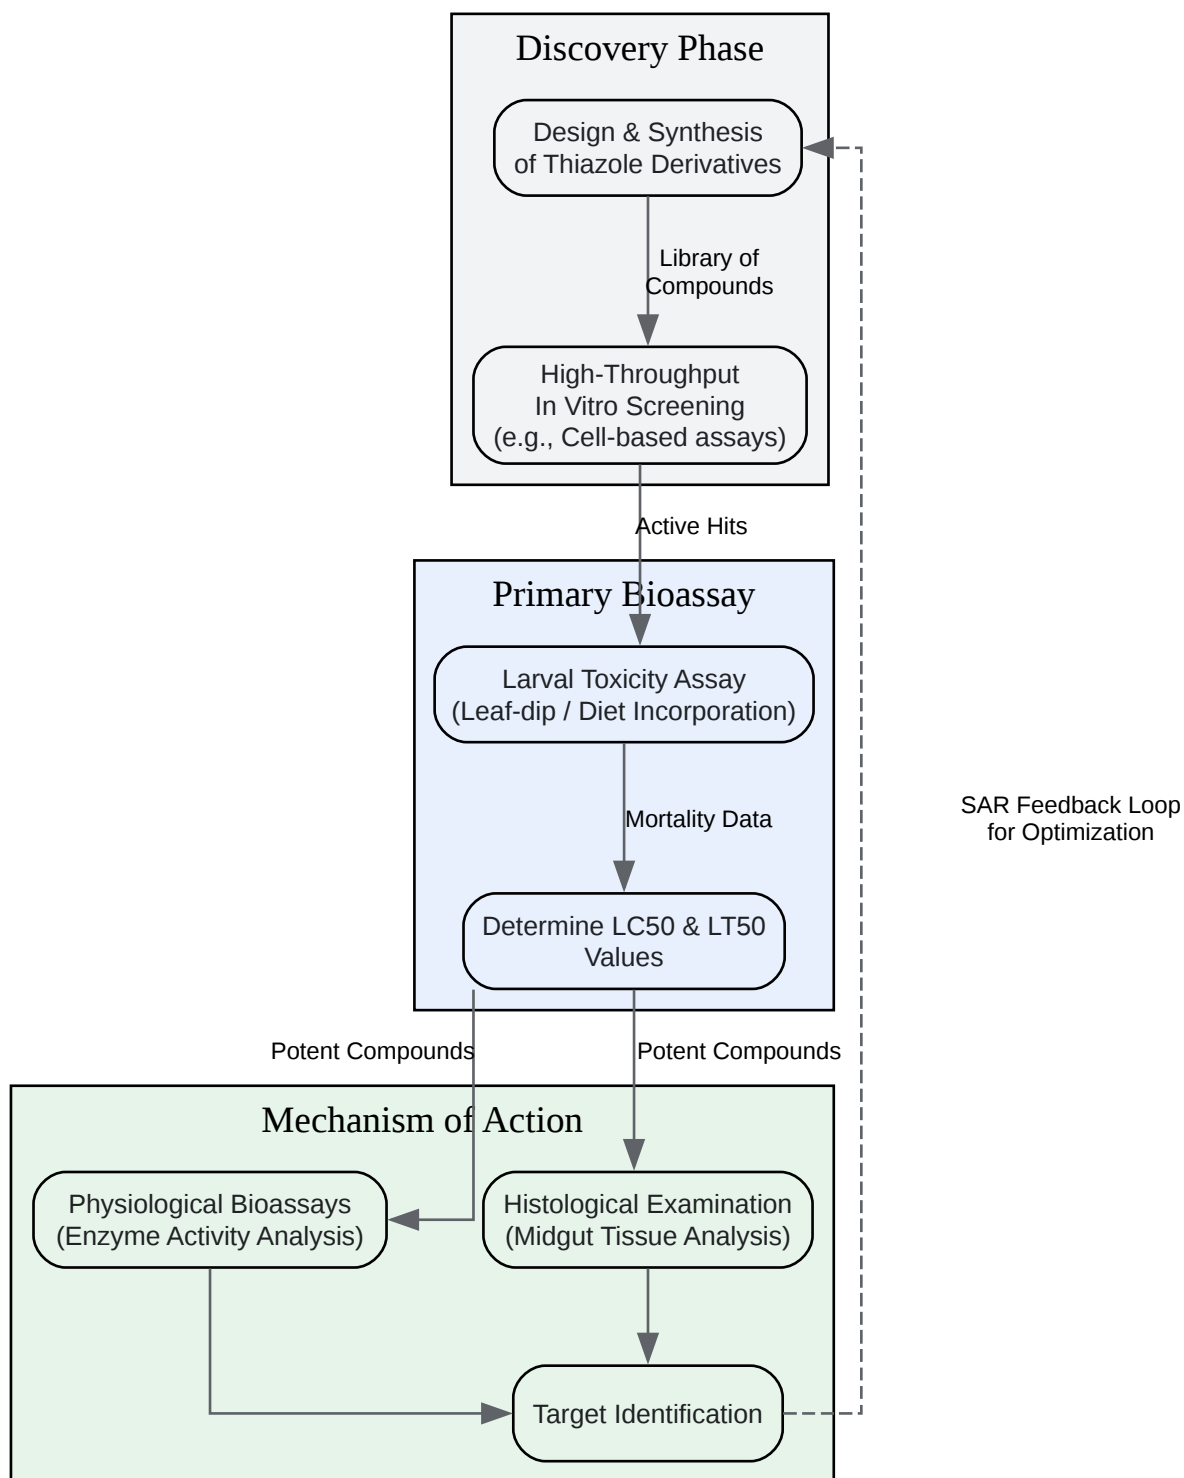 Discovery Phase
Design & Synthesis
of Thiazole Derivatives
Library of
Compounds
High-Throughput
In Vitro Screening
(e.g., Cell-based assays)
Active Hits
Primary Bioassay
Larval Toxicity Assay
(Leaf-dip / Diet Incorporation)
Mortality Data
SAR Feedback Loop
for Optimization
Determine LC50 & LT50
Values
Potent Compounds
Potent Compounds
Mechanism of Action
Physiological Bioassays
(Enzyme Activity Analysis)
Histological Examination
(Midgut Tissue Analysis)
Target Identification